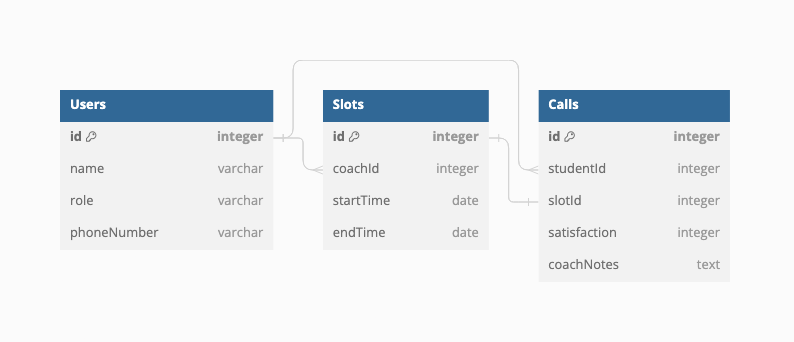 Users
id integer
name varchar
role varchar
phoneNumber varchar
Slots
id integer
coachId integer
startTime date
endTime date
Calls
id integer
studentId integer
slotId integer
satisfaction integer
coachNotes text